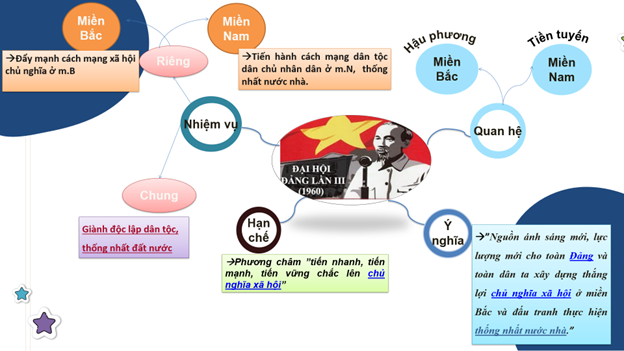 Miền
Bắc
Miền
Nam
Riêng
→Đẩy mạnh cách mạng xã hội
chủ nghĩa ở m.B
→Tiến hành cách mạng dân tộc
dân chủ nhân dân ở m.N, thống
nhất nước nhà.
Hậu phương
Miền
Bắc
Tiền tuyến
Miền
Nam
Nhiệm vụ
Quan hệ
ĐẠI HỘI
ĐẢNG LẦN III
(1960)
Chung
Giành độc lập dân tộc,
thống nhất đất nước
Hạn
chế
→Phương châm "tiến nhanh, tiến
mạnh, tiến vững chắc lên chủ
nghĩa xã hội"
Ý
nghĩa
→"Nguồn ánh sáng mới, lực
lượng mới cho toàn Đảng và
toàn dân ta xây dựng thắng
lợi chủ nghĩa xã hội ở miền
Bắc và đấu tranh thực hiện
thống nhất nước nhà."